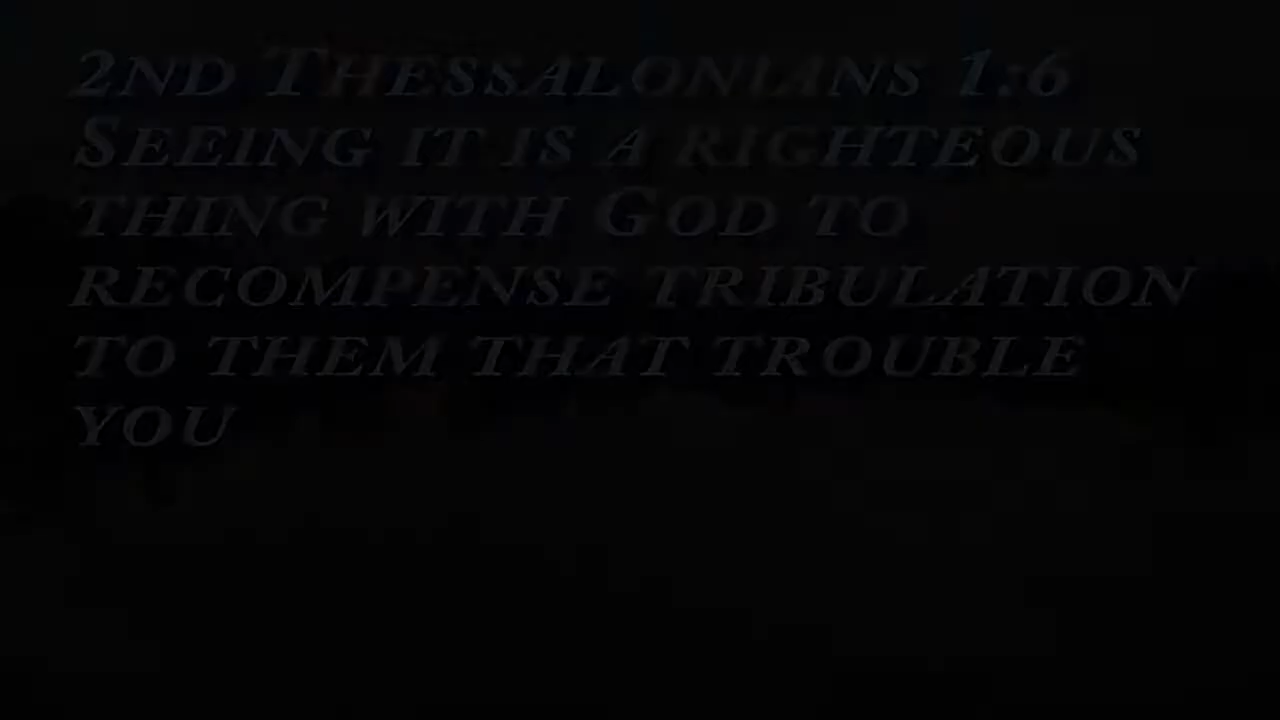 2nd Thessalonians 1:6
Seeing it is a righteous
thing with God to
recompense tribulation
to them that trouble
you